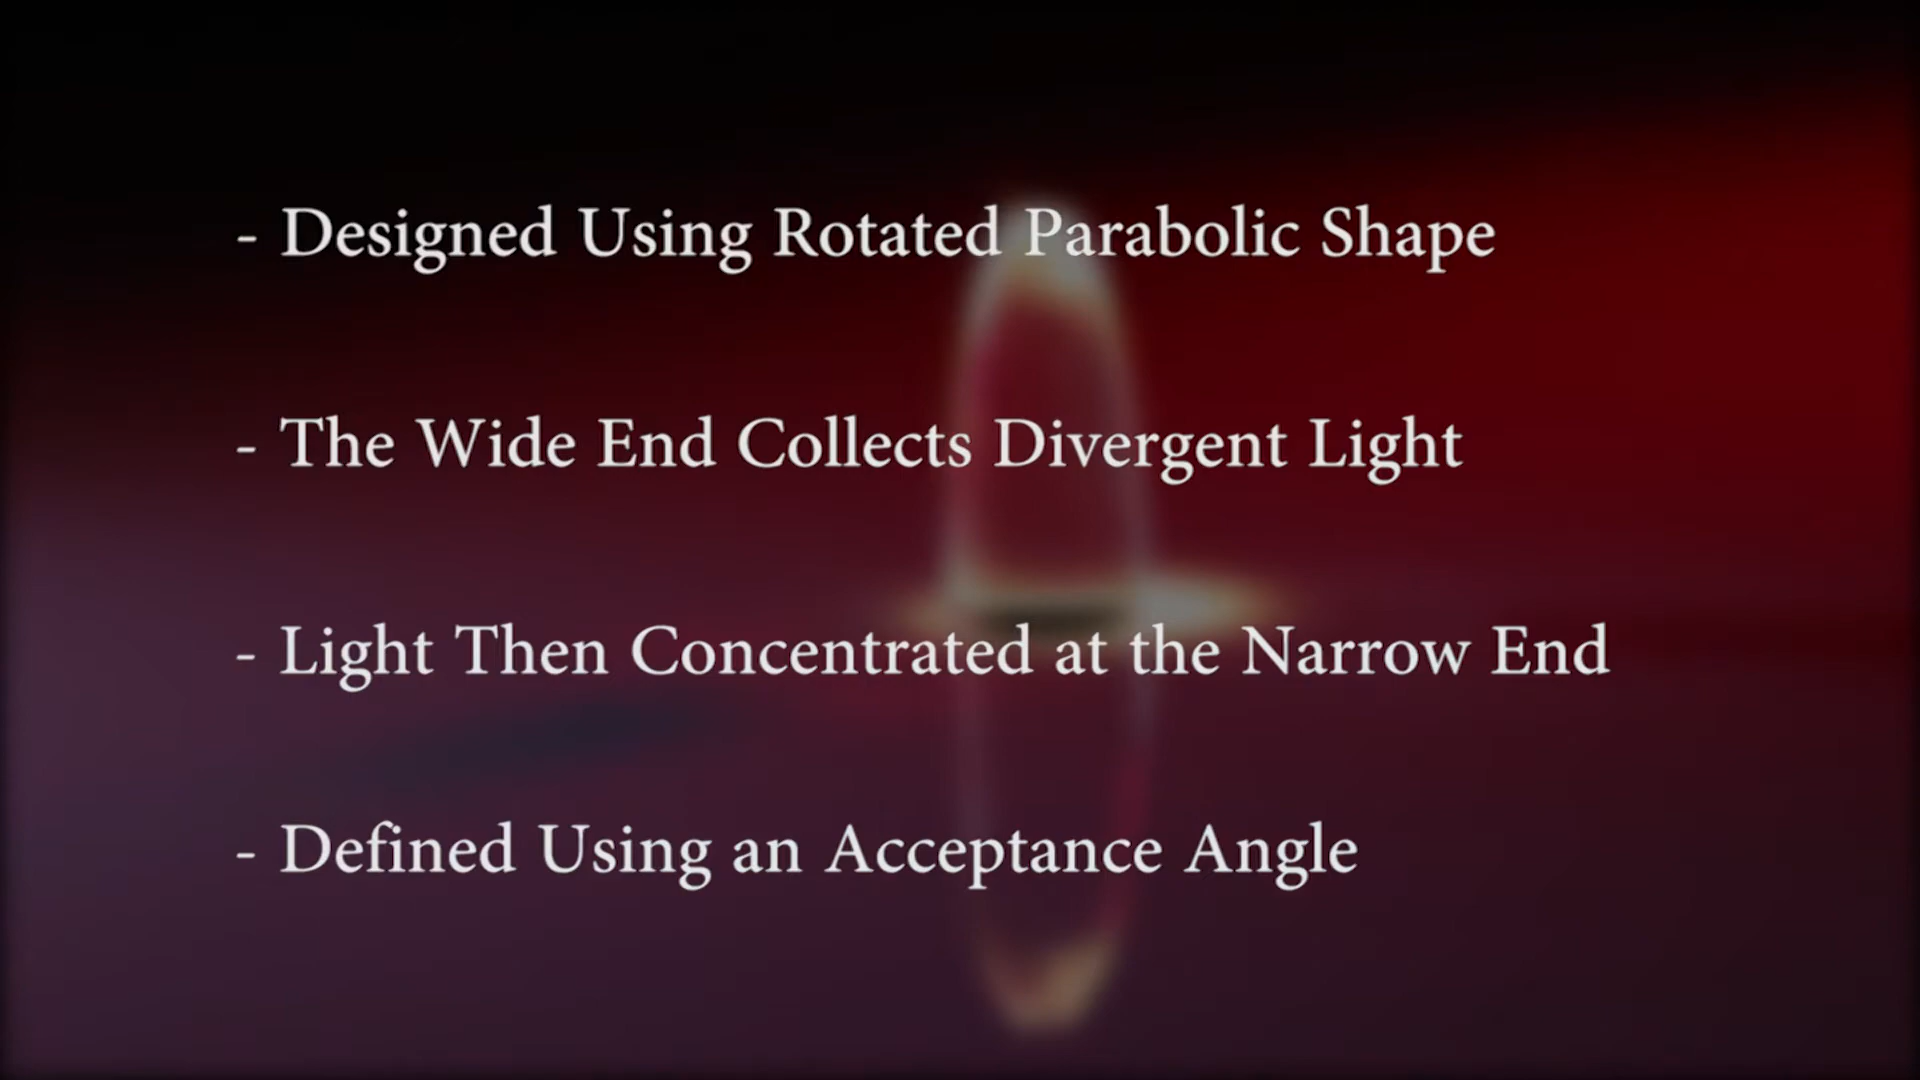 - Designed Using Rotated Parabolic Shape
- The Wide End Collects Divergent Light
- Light Then Concentrated at the Narrow End
- Defined Using an Acceptance Angle